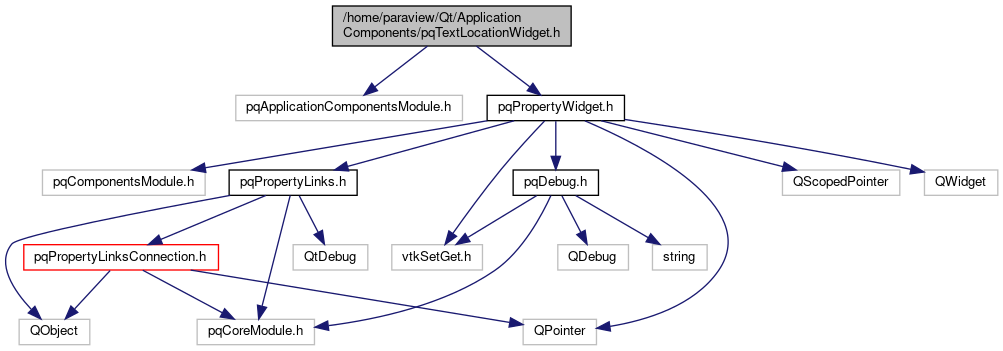 /home/paraview/Qt/Application
Components/pqTextLocationWidget.h
pqApplicationComponentsModule.h
pqPropertyWidget.h
pqComponentsModule.h
pqPropertyLinks.h
pqDebug.h
QScopedPointer
QWidget
pqPropertyLinksConnection.h
QtDebug
vtkSetGet.h
QDebug
string
QObject
pqCoreModule.h
QPointer